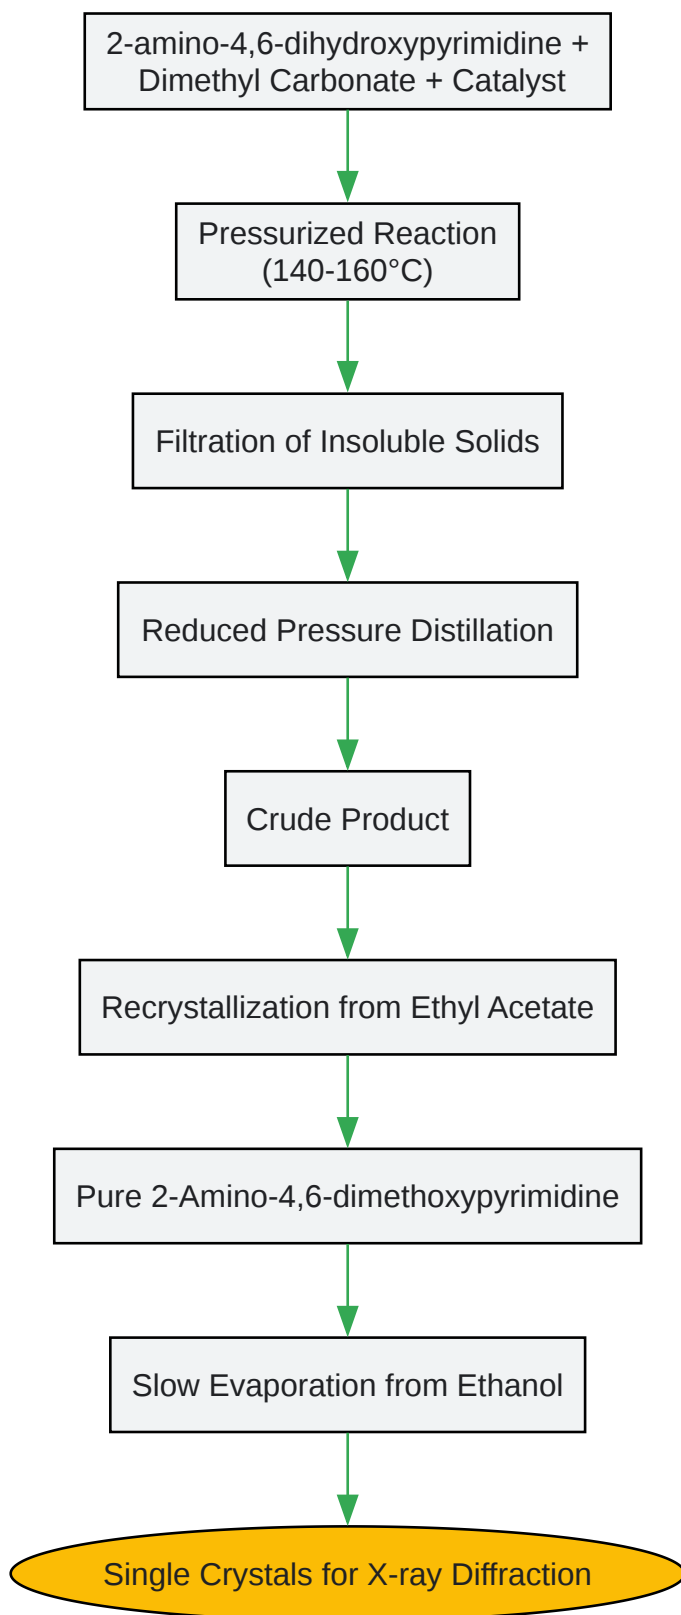 2-amino-4,6-dihydroxypyrimidine +
Dimethyl Carbonate + Catalyst
Pressurized Reaction
(140-160°C)
Filtration of Insoluble Solids
Reduced Pressure Distillation
Crude Product
Recrystallization from Ethyl Acetate
Pure 2-Amino-4,6-dimethoxypyrimidine
Slow Evaporation from Ethanol
Single Crystals for X-ray Diffraction